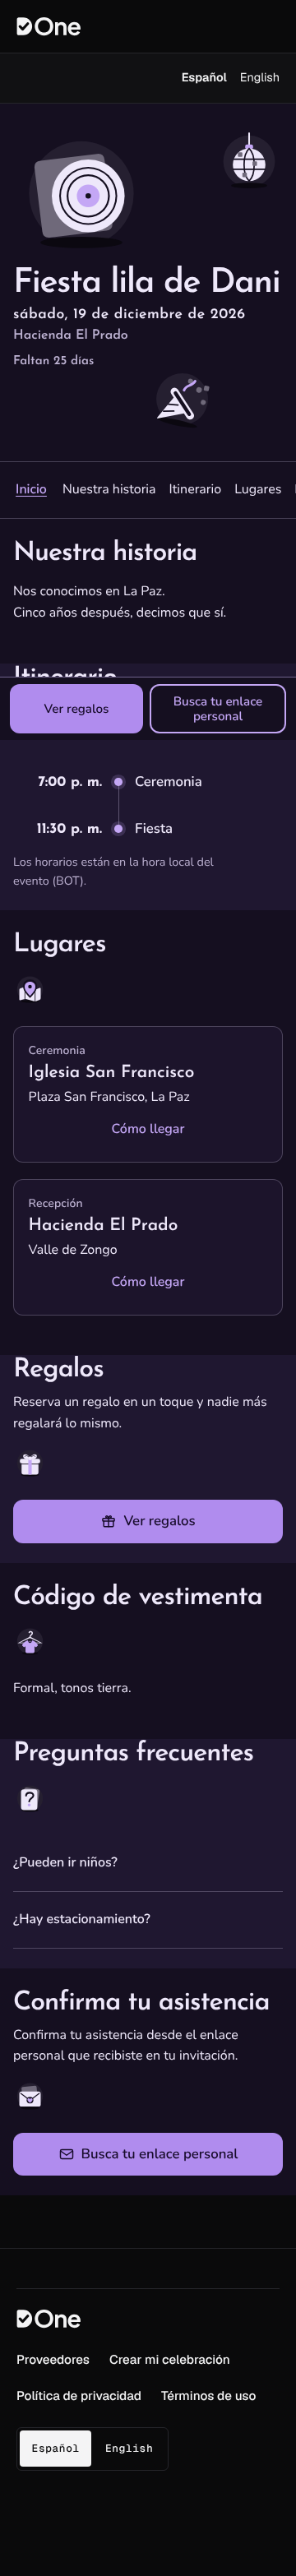 DOne
Español English
Fiesta lila de Dani
sábado, 19 de diciembre de 2026
Hacienda El Prado
Faltan 25 días
Inicio Nuestra historia Itinerario Lugares
Nuestra historia
Nos conocimos en La Paz.
Cinco años después, decimos que sí.
Itinerario
Ver regalos
Busca tu enlace
personal
7:00 p. m. Ceremonia
11:30 p. m. Fiesta
Los horarios están en la hora local del
evento (BOT).
Lugares
Ceremonia
Iglesia San Francisco
Plaza San Francisco, La Paz
Cómo llegar
Recepción
Hacienda El Prado
Valle de Zongo
Cómo llegar
Regalos
Reserva un regalo en un toque y nadie más
regalará lo mismo.
Ver regalos
Código de vestimenta
Formal, tonos tierra.
Preguntas frecuentes
¿Pueden ir niños?
¿Hay estacionamiento?
Confirma tu asistencia
Confirma tu asistencia desde el enlace
personal que recibiste en tu invitación.
Busca tu enlace personal
DOne
Proveedores Crear mi celebración
Política de privacidad Términos de uso
Español English